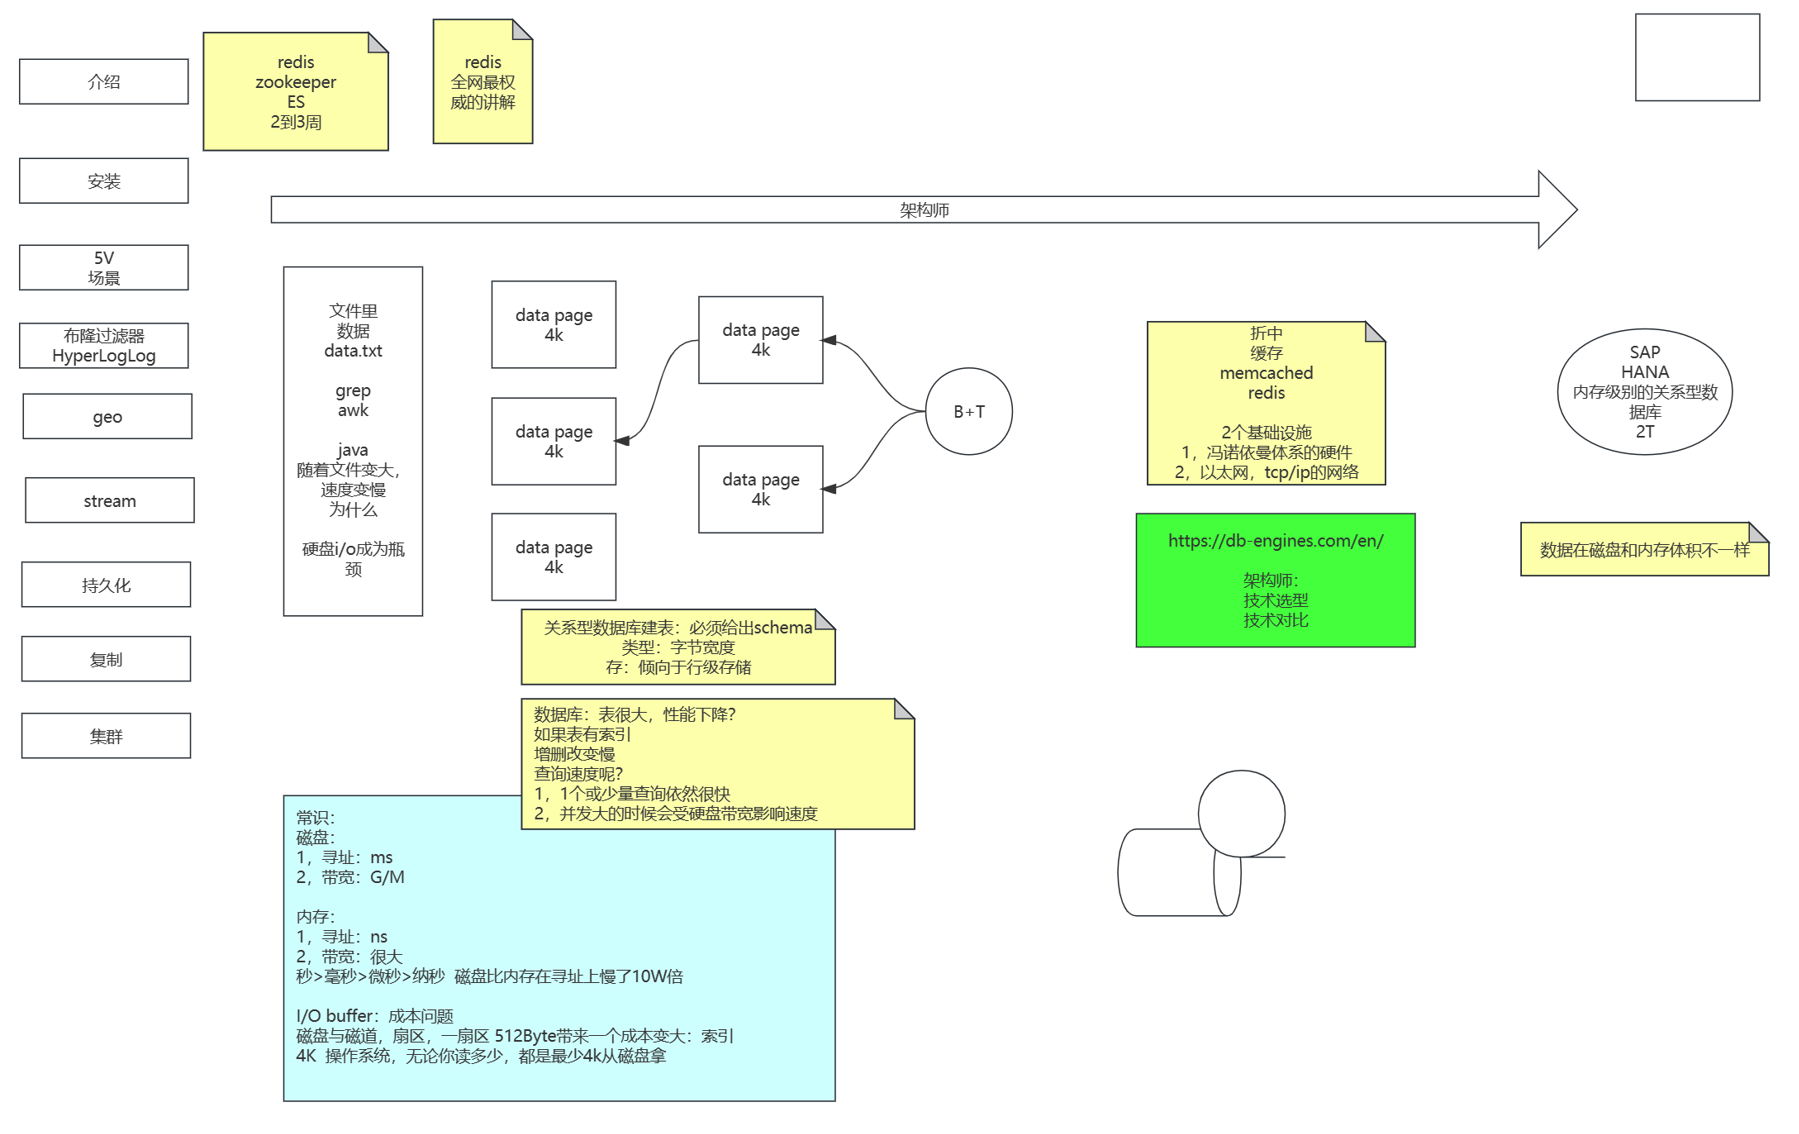 介绍
安装
5V
场景
布隆过滤器
HyperLogLog
geo
stream
持久化
复制
集群
redis
zookeeper
ES
2到3周
redis
全网最权
威的讲解
架构师
文件里
数据
data.txt
grep
awk
java
随着文件变大，
速度变慢
为什么
硬盘i/o成为瓶
颈
data page
4k
data page
4k
data page
4k
data page
4k
data page
4k
B+T
关系型数据库建表：必须给出schema
类型：字节宽度
存：倾向于行级存储
数据库：表很大，性能下降？
如果表有索引
增删改变慢
查询速度呢？
1，1个或少量查询依然很快
2，并发大的时候会受硬盘带宽影响速度
常识：
磁盘：
1，寻址：ms
2，带宽：G/M
内存：
1，寻址：ns
2，带宽：很大
秒>毫秒>微秒>纳秒  磁盘比内存在寻址上慢了10W倍
I/O buffer：成本问题
磁盘与磁道，扇区，一扇区 512Byte带来一个成本变大：索引
4K  操作系统，无论你读多少，都是最少4k从磁盘拿
折中
缓存
memcached
redis
2个基础设施
1，冯诺依曼体系的硬件
2，以太网，tcp/ip的网络
https://db-engines.com/en/
架构师：
技术选型
技术对比
SAP
HANA
内存级别的关系型数
据库
2T
数据在磁盘和内存体积不一样